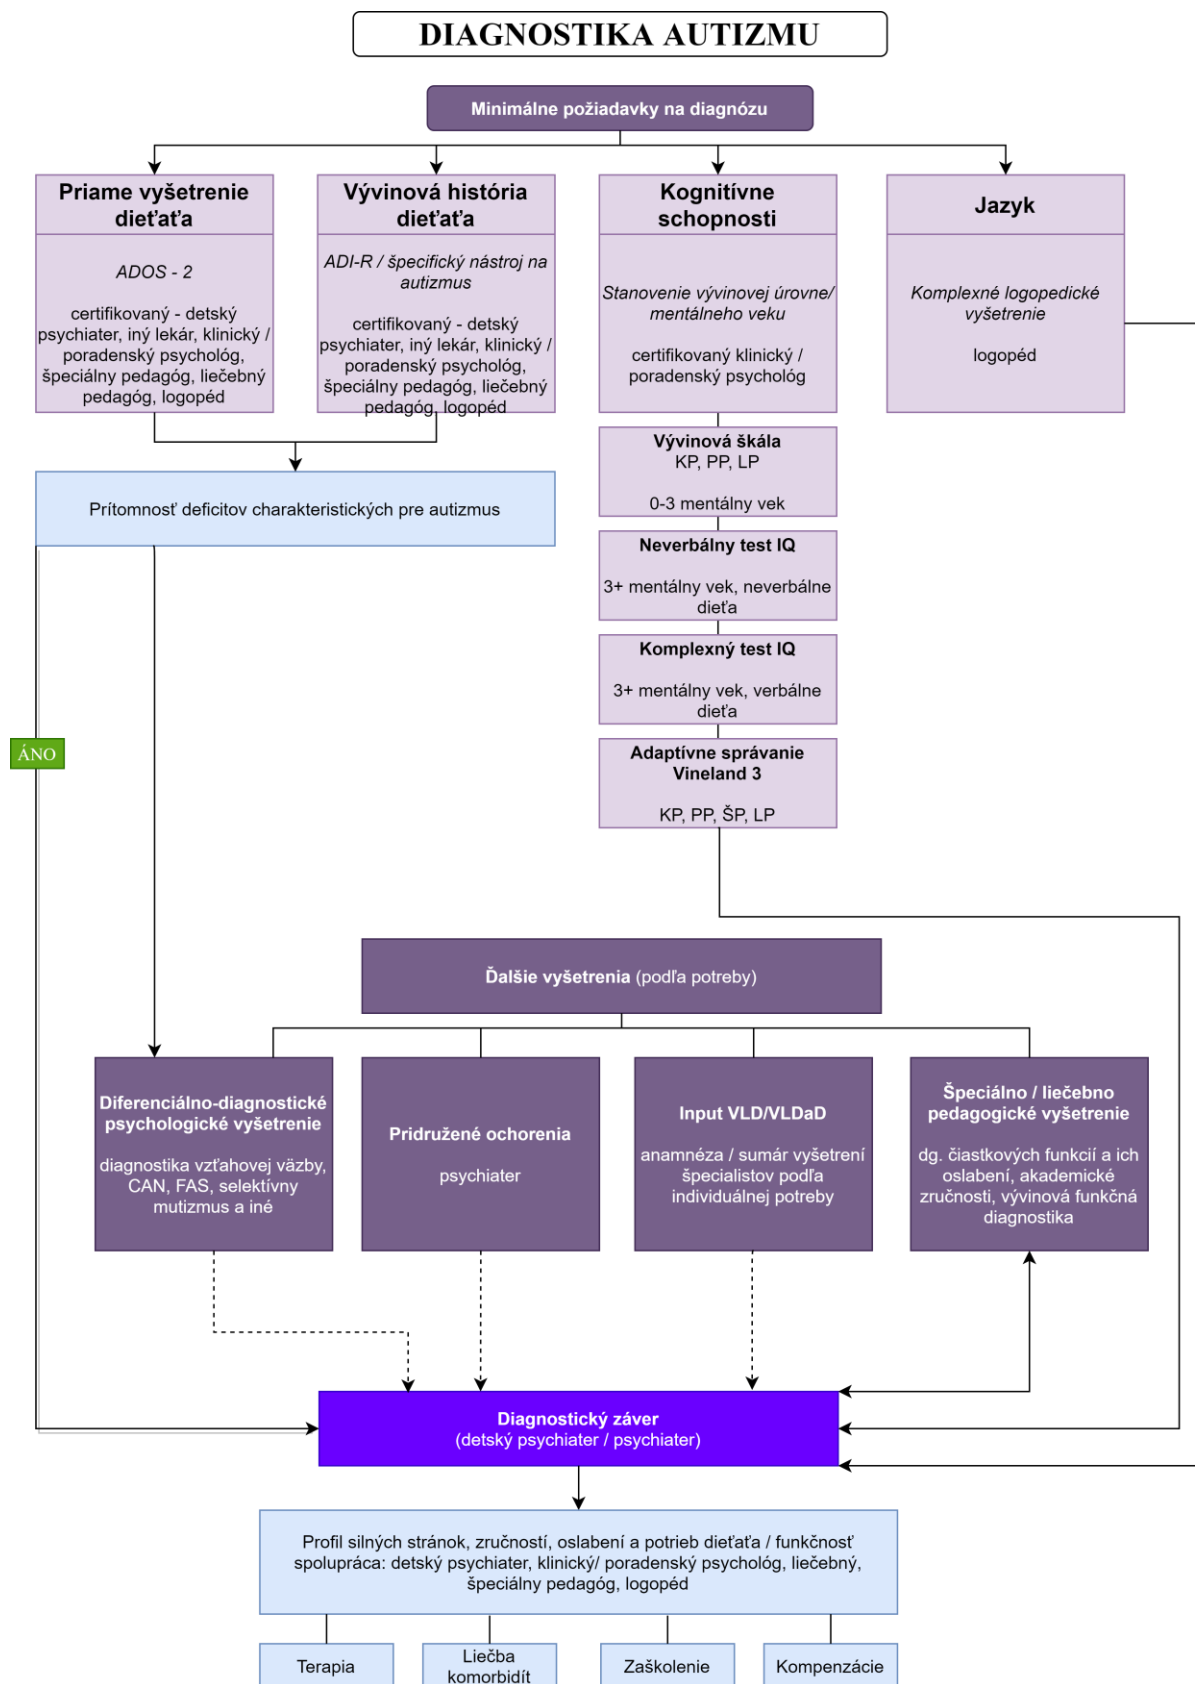 DIAGNOSTIKA AUTIZMU
Minimálne požiadavky na diagnózu
Priame vyšetrenie
dieťaťa
ADOS - 2
certifikovaný - detský
psychiater, iný lekár, klinický /
poradenský psychológ,
špeciálny pedagóg, liečebný
pedagóg, logopéd
Vývinová história
dieťaťa
ADI-R / špecifický nástroj na
autizmus
certifikovaný - detský
psychiater, iný lekár, klinický /
poradenský psychológ,
špeciálny pedagóg, liečebný
pedagóg, logopéd
Kognitívne
schopnosti
Stanovenie vývinovej úrovne/
mentálneho veku
certifikovaný klinický /
poradenský psychológ
Jazyk
Komplexné logopedické
vyšetrenie
logopéd
Vývinová škála
KP, PP, LP
0-3 mentálny vek
Prítomnosť deficitov charakteristických pre autizmus
Neverbálny test IQ
3+ mentálny vek, neverbálne
dieťa
Komplexný test IQ
3+ mentálny vek, verbálne
dieťa
ÁNO
Adaptívne správanie
Vineland 3
KP, PP, ŠP, LP
Ďalšie vyšetrenia (podľa potreby)
Diferenciálno-diagnostické
psychologické vyšetrenie
diagnostika vzťahovej väzby,
CAN, FAS, selektívny
mutizmus a iné
Pridružené ochorenia
psychiater
Input VLD/VLDaD
anamnéza / sumár vyšetrení
špecialistov podľa
individuálnej potreby
Špeciálno / liečebno
pedagogické vyšetrenie
dg. čiastkových funkcií a ich
oslabení, akademické
zručnosti, vývinová funkčná
diagnostika
Diagnostický záver
(detský psychiater / psychiater)
Profil silných stránok, zručností, oslabení a potrieb dieťaťa / funkčnosť
spolupráca: detský psychiater, klinický/ poradenský psychológ, liečebný,
špeciálny pedagóg, logopéd
Terapia
Liečba
komorbidít
Zaškolenie
Kompenzácie